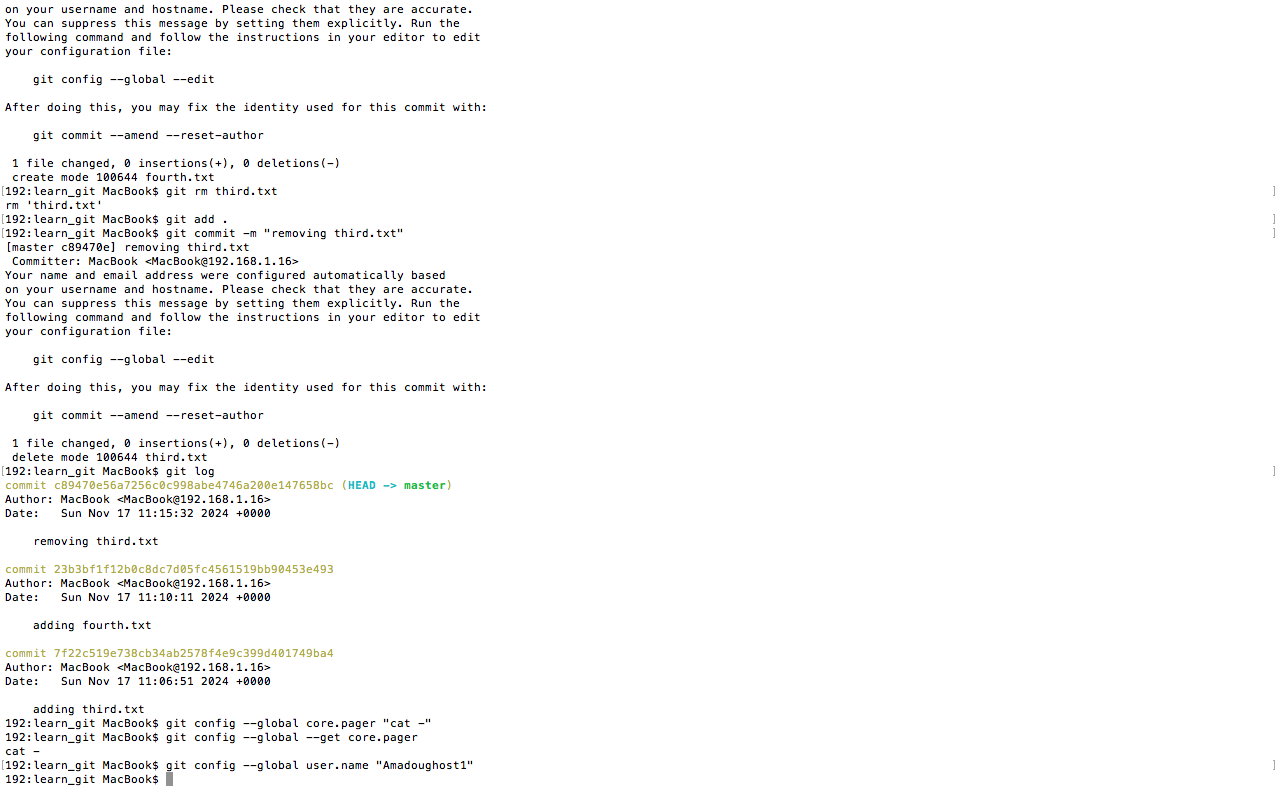 on your username and hostname. Please check that they are accurate.
You can suppress this message by setting them explicitly. Run the
following command and follow the instructions in your editor to edit
your configuration file:
git config --global --edit
After doing this, you may fix the identity used for this commit with:
git commit --amend --reset-author
1 file changed, 0 insertions(+), 0 deletions(-)
create mode 100644 fourth.txt
[192:learn_git MacBook$ git rm third.txt ]
rm 'third.txt'
[192:learn_git MacBook$ git add . ]
[192:learn_git MacBook$ git commit -m "removing third.txt" ]
[master c89470e] removing third.txt
Committer: MacBook <MacBook@192.168.1.16>
Your name and email address were configured automatically based
on your username and hostname. Please check that they are accurate.
You can suppress this message by setting them explicitly. Run the
following command and follow the instructions in your editor to edit
your configuration file:
git config --global --edit
After doing this, you may fix the identity used for this commit with:
git commit --amend --reset-author
1 file changed, 0 insertions(+), 0 deletions(-)
delete mode 100644 third.txt
[192:learn_git MacBook$ git log ]
commit c89470e56a7256c0c998abe4746a200e147658bc (HEAD -> master)
Author: MacBook <MacBook@192.168.1.16>
Date: Sun Nov 17 11:15:32 2024 +0000
removing third.txt
commit 23b3bf1f12b0c8dc7d05fc4561519bb90453e493
Author: MacBook <MacBook@192.168.1.16>
Date: Sun Nov 17 11:10:11 2024 +0000
adding fourth.txt
commit 7f22c519e738cb34ab2578f4e9c399d401749ba4
Author: MacBook <MacBook@192.168.1.16>
Date: Sun Nov 17 11:06:51 2024 +0000
adding third.txt
192:learn_git MacBook$ git config --global core.pager "cat -"
192:learn_git MacBook$ git config --global --get core.pager
cat -
[192:learn_git MacBook$ git config --global user.name "Amadoughost1" ]
192:learn_git MacBook$